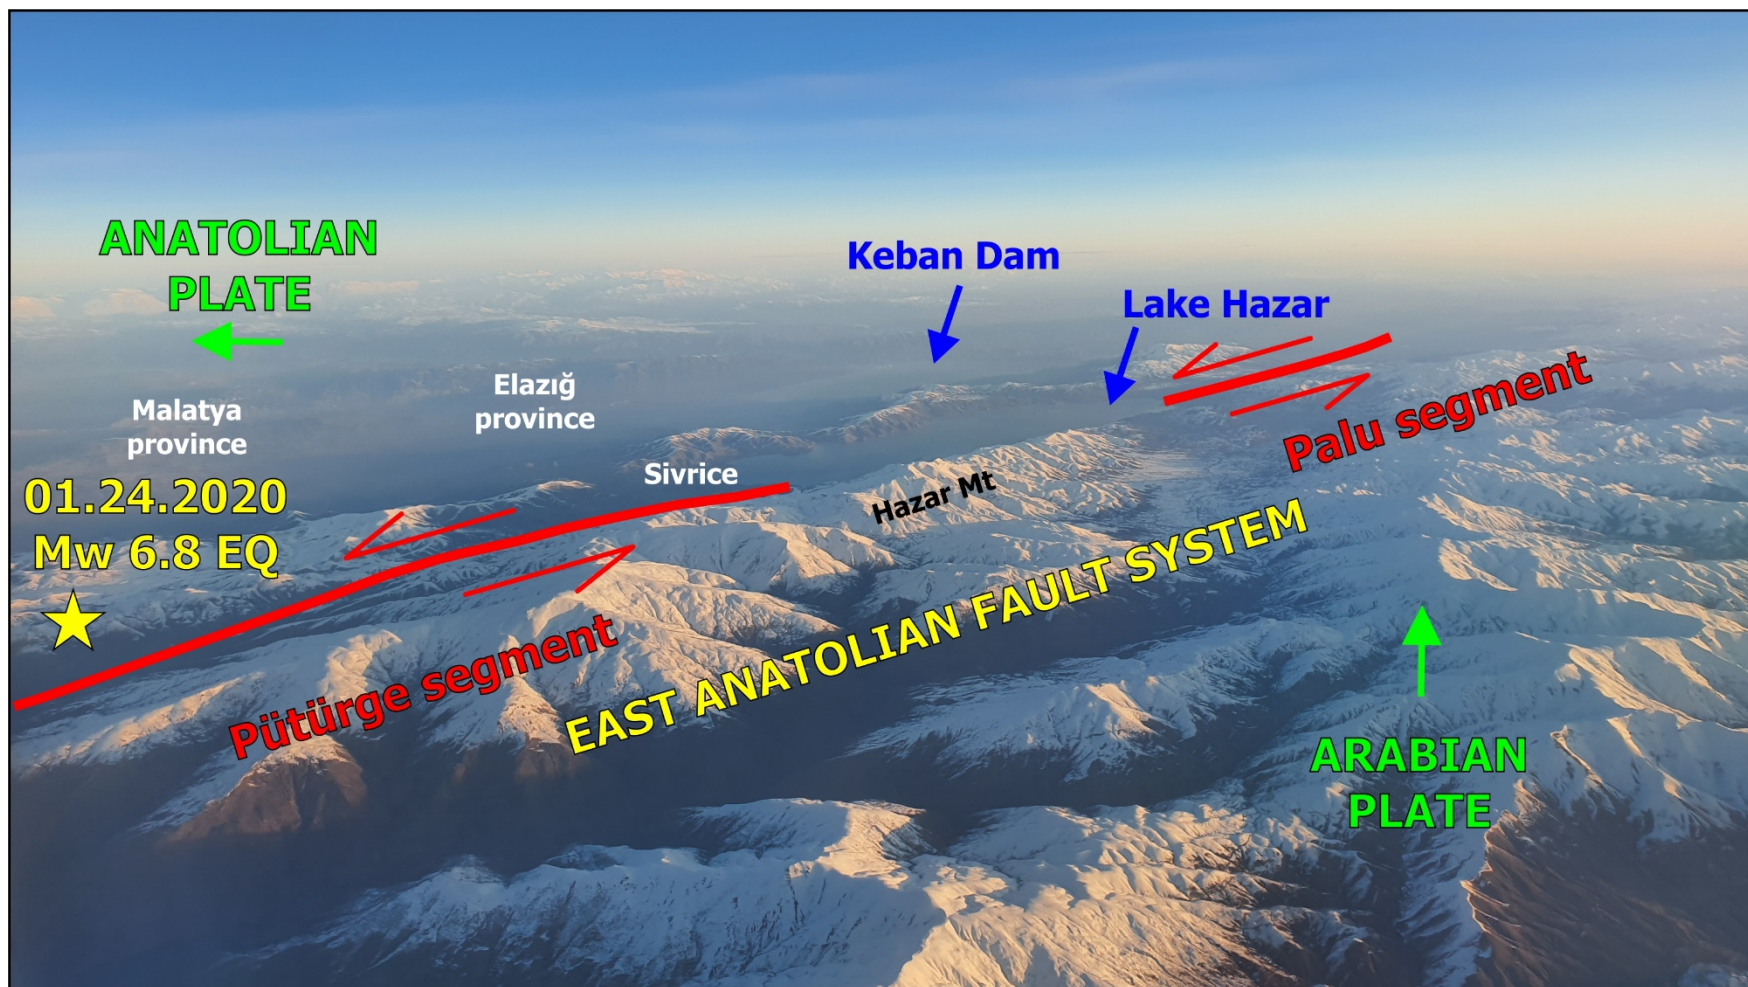 ANATOLIAN
PLATE
Keban Dam
Lake Hazar
Malatya
province
Elazığ
province
Sivrice
Hazar Mt
Palu segment
01.24.2020
Mw 6.8 EQ
Pütürge segment
EAST ANATOLIAN FAULT SYSTEM
ARABIAN
PLATE